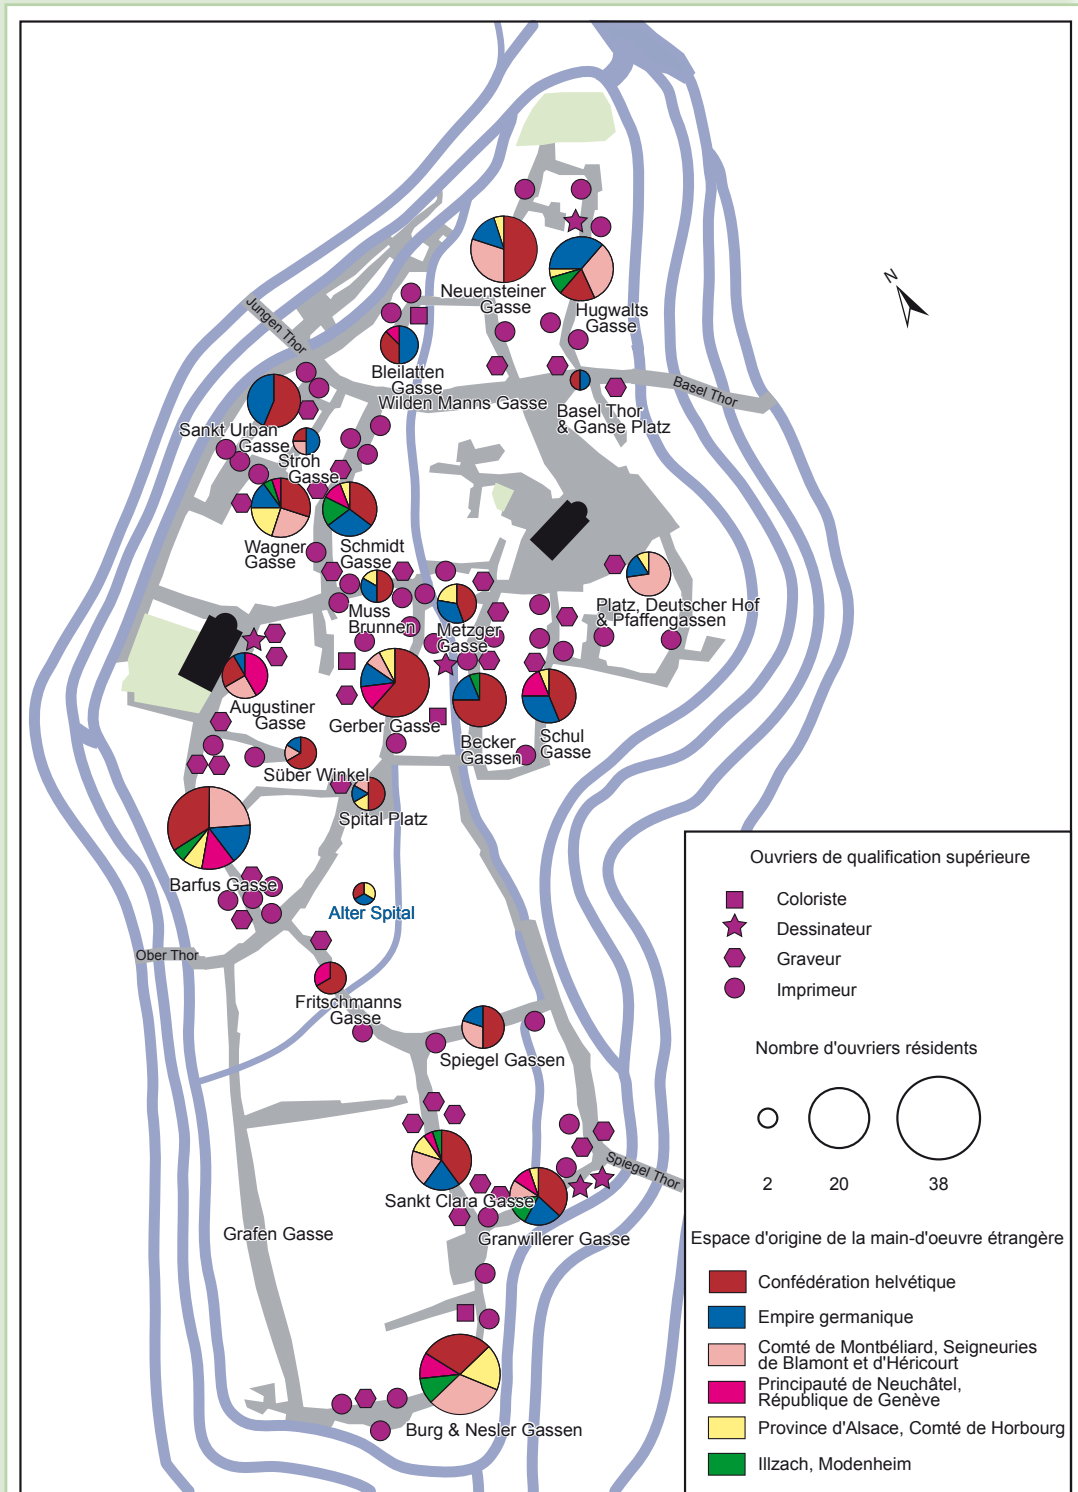 N
Neuensteiner
Gasse
Hugwalts
Gasse
Jungen Thor
Bleilatten
Gasse
Wilden Manns Gasse
Basel Thor
Basel Thor
& Ganse Platz
Sankt Urban
Gasse
Stroh
Gasse
Wagner
Gasse
Schmidt
Gasse
Muss
Brunnen
Metzger
Gasse
Platz, Deutscher Hof
& Pfaffengassen
Augustiner
Gasse
Gerber Gasse
Becker
Gassen
Schul
Gasse
Süber Winkel
Spital Platz
Barfus Gasse
Alter Spital
Ober Thor
Fritschmanns
Gasse
Spiegel Gassen
Spiegel Thor
Sankt Clara Gasse
Granwillerer Gasse
Grafen Gasse
Burg & Nesler Gassen
Ouvriers de qualification supérieure
Coloriste
Dessinateur
Graveur
Imprimeur
Nombre d'ouvriers résidents
2 20 38
Espace d'origine de la main-d'oeuvre étrangère
Confédération helvétique
Empire germanique
Comté de Montbéliard, Seigneuries
de Blamont et d'Héricourt
Principauté de Neuchâtel,
République de Genève
Province d'Alsace, Comté de Horbourg
Illzach, Modenheim